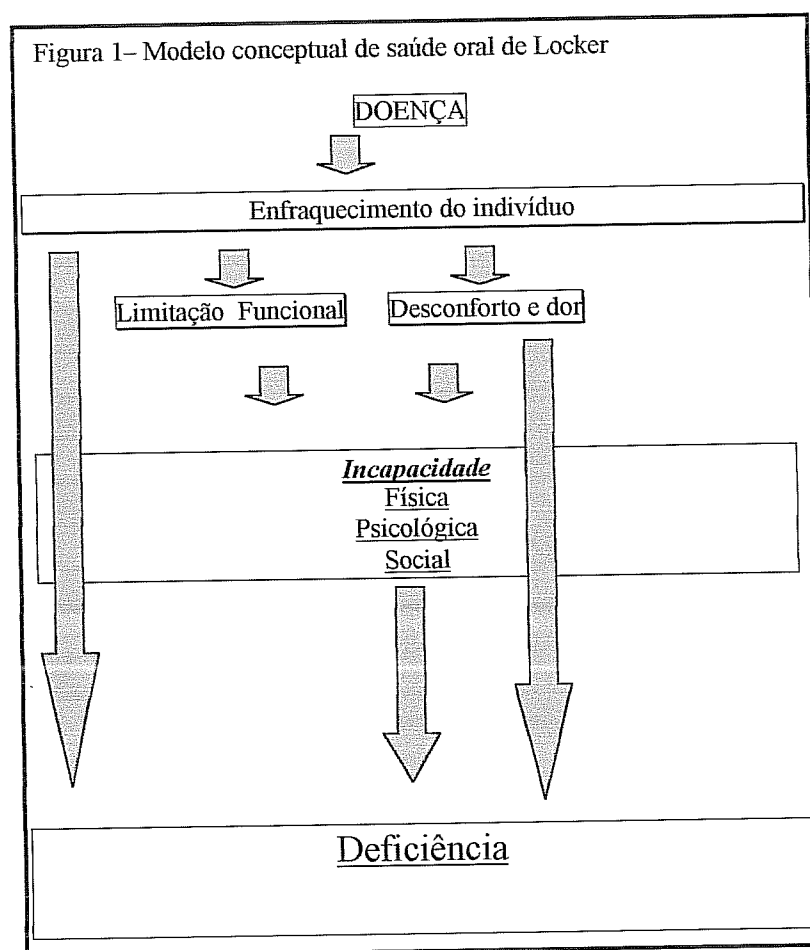 Figura 1– Modelo conceptual de saúde oral de Locker
DOENÇA
Enfraquecimento do indivíduo
Limitação Funcional
Desconforto e dor
Incapacidade
Física
Psicológica
Social
Deficiência